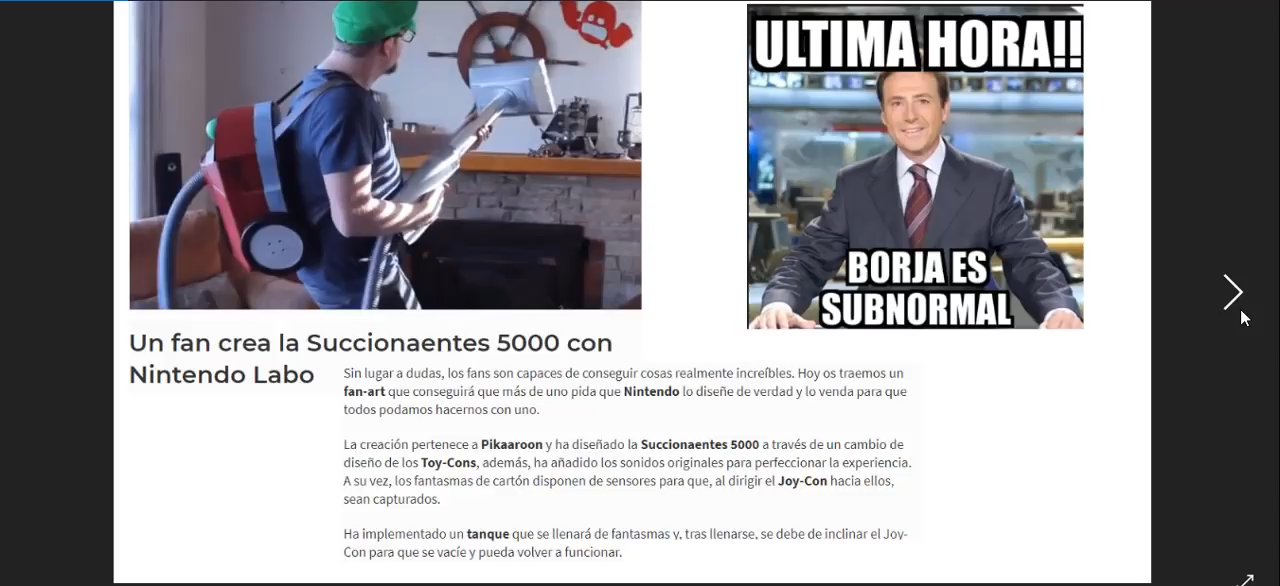 ULTIMA HORA!!
BORJA ES
SUBNORMAL
Un fan crea la Succionaentes 5000 con
Nintendo Labo
Sin lugar a dudas, los fans son capaces de conseguir cosas realmente increíbles. Hoy os traemos un
fan-art que conseguirá que más de uno pida que Nintendo lo diseñe de verdad y lo venda para que
todos podamos hacernos con uno.
La creación pertenece a Pikaaroon y ha diseñado la Succionaentes 5000 a través de un cambio de
diseño de los Toy-Cons, además, ha añadido los sonidos originales para perfeccionar la experiencia.
A su vez, los fantasmas de cartón disponen de sensores para que, al dirigir el Joy-Con hacia ellos,
sean capturados.
Ha implementado un tanque que se llenará de fantasmas y, tras llenarse, se debe de inclinar el Joy-
Con para que se vacíe y pueda volver a funcionar.